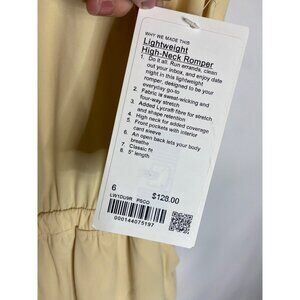 WHY WE MADE THIS
Lightweight
High-Neck Romper
1. Do it all. Run errands, clean
out your inbox, and enjoy date
night in this lightweight
romper, designed to be your
everyday go-to
2. Fabric is sweat-wicking and
four-way stretch
3. Added Lycra® fibre for stretch
and shape retention
4. High neck for added coverage
5. Front pockets with interior
card sleeve
6. An open back lets your body
breathe
7. Classic fit
8. 5" length
6
$128.00
LW1DU9R PSCO
000144075197